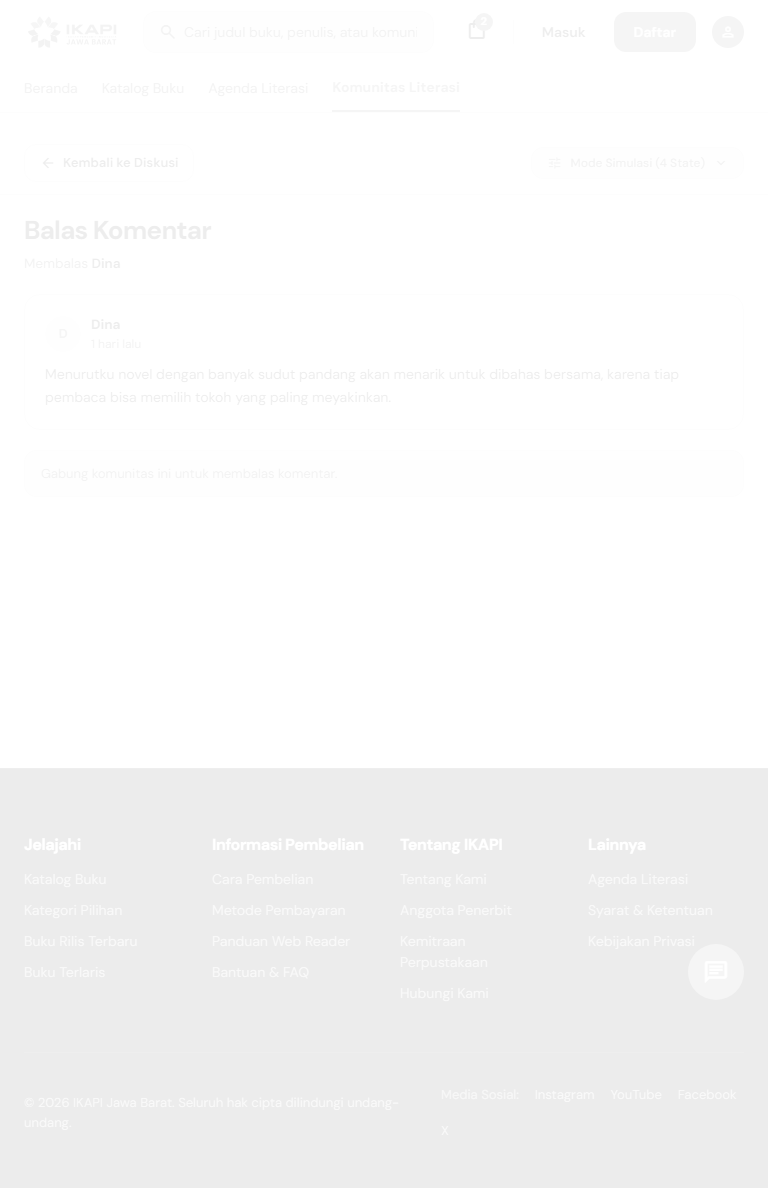 IKAPI
JAWA BARAT
Cari judul buku, penulis, atau komuni
2
Masuk
Daftar
Beranda
Katalog Buku
Agenda Literasi
Komunitas Literasi
Kembali ke Diskusi
Mode Simulasi (4 State)
Balas Komentar
Membalas Dina
D
Dina
1 hari lalu
Menurutku novel dengan banyak sudut pandang akan menarik untuk dibahas bersama, karena tiap
pembaca bisa memilih tokoh yang paling meyakinkan.
Gabung komunitas ini untuk membalas komentar.
Jelajahi
Katalog Buku
Kategori Pilihan
Buku Rilis Terbaru
Buku Terlaris
Informasi Pembelian
Cara Pembelian
Metode Pembayaran
Panduan Web Reader
Bantuan & FAQ
Tentang IKAPI
Tentang Kami
Anggota Penerbit
Kemitraan
Perpustakaan
Hubungi Kami
Lainnya
Agenda Literasi
Syarat & Ketentuan
Kebijakan Privasi
© 2026 IKAPI Jawa Barat. Seluruh hak cipta dilindungi undang-
undang.
Media Sosial:
Instagram
YouTube
Facebook
X